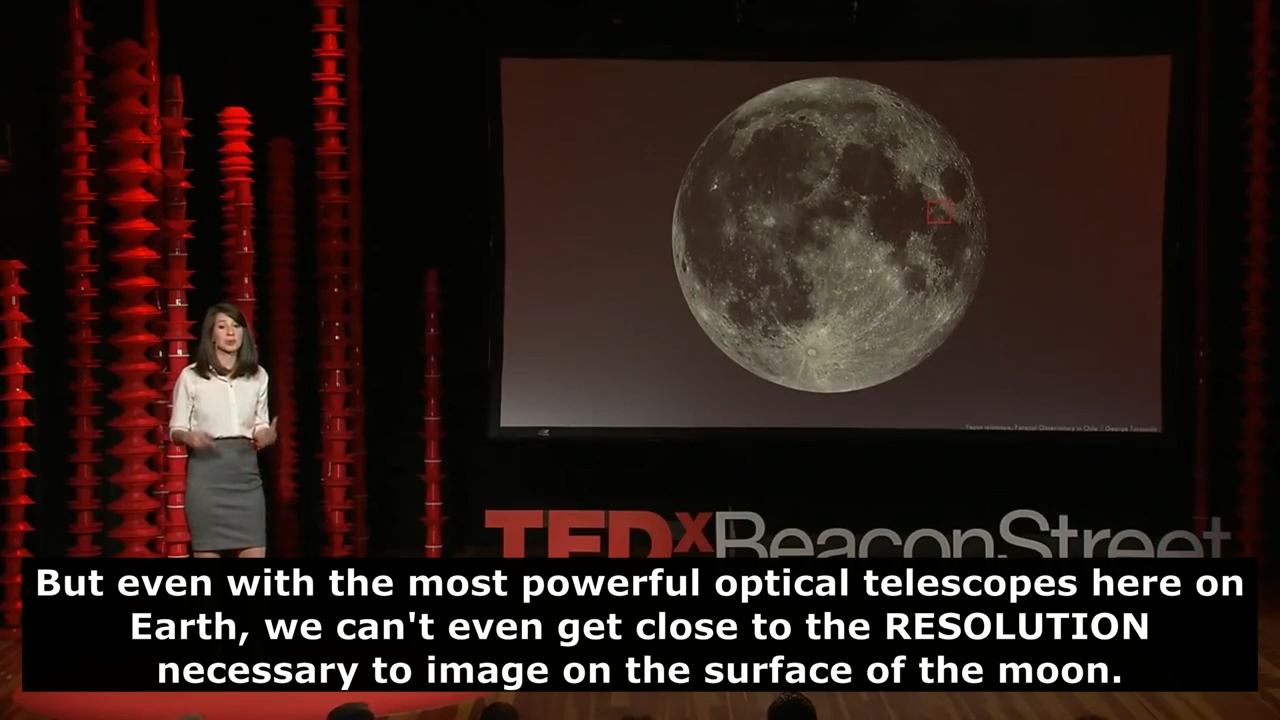 TEDxBeaconStreet
But even with the most powerful optical telescopes here on
Earth, we can't even get close to the RESOLUTION
necessary to image on the surface of the moon.